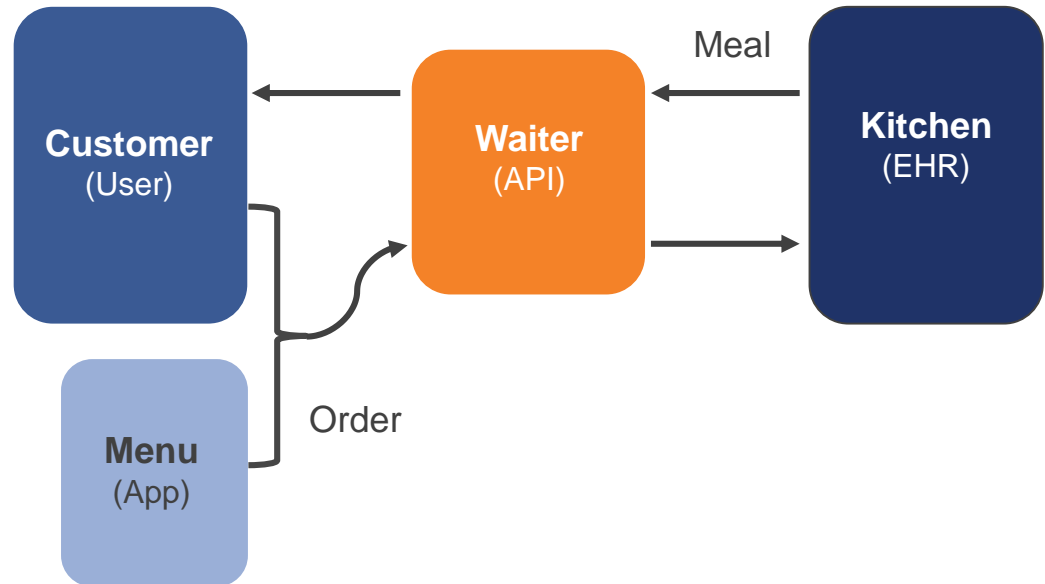 Meal
Customer
(User)
Waiter
(API)
Kitchen
(EHR)
Order
Menu
(App)